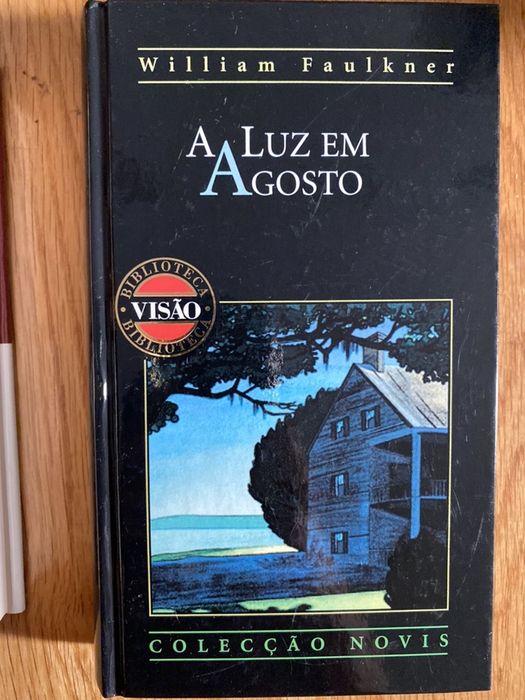 William Faulkner
A LUZ EM
AGOSTO
BIBLIOTECA
VISÃO
BIBLIOTECA
COLECÇÃO NOVIS